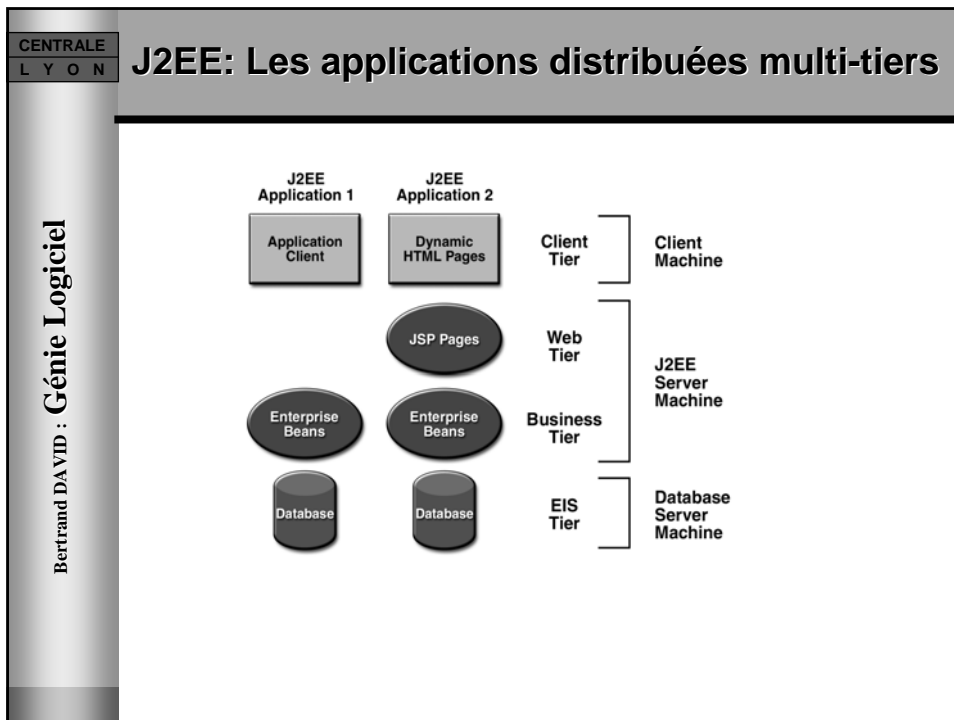 CENTRALE
L Y O N
J2EE: Les applications distribuées multi-tiers
Bertrand DAVID : Génie Logiciel
J2EE
Application 1
J2EE
Application 2
Application
Client
Dynamic
HTML Pages
Client
Tier
Client
Machine
JSP Pages
Web
Tier
J2EE
Server
Machine
Enterprise
Beans
Enterprise
Beans
Business
Tier
Database
Database
EIS
Tier
Database
Server
Machine